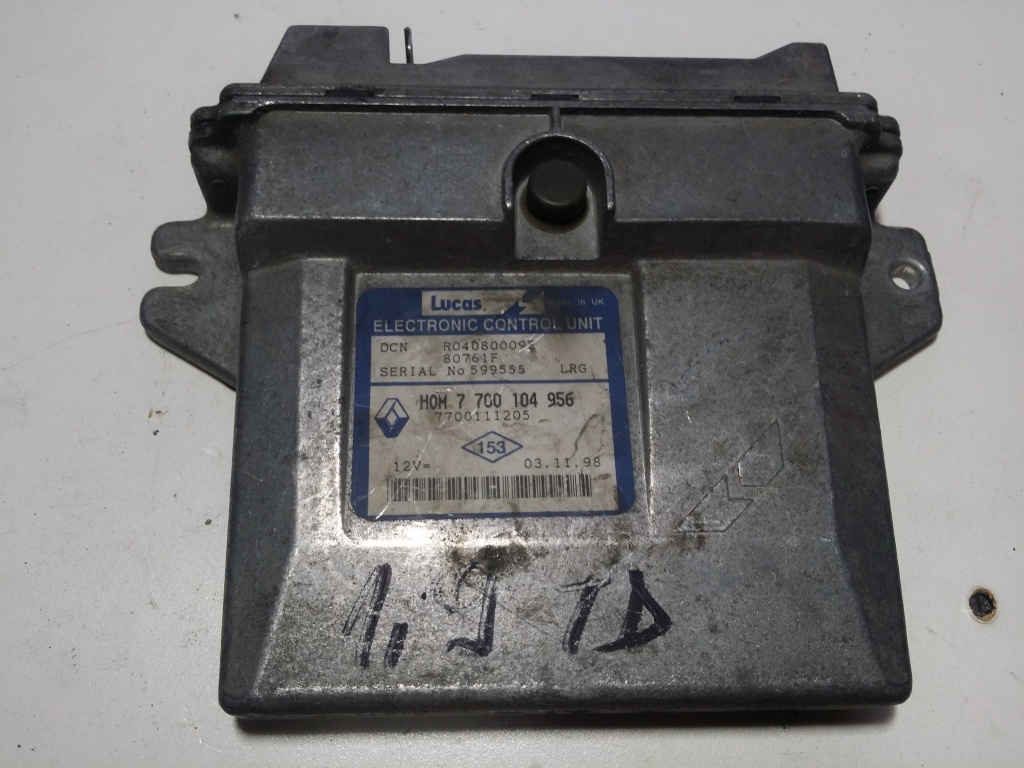 Lucas Made in UK
ELECTRONIC CONTROL UNIT
DCN R04080009E
80761F
SERIAL No 599555 LRG
HOM 7 700 104 956
7700111205
153
12V= 03.11.98
1,9 TD